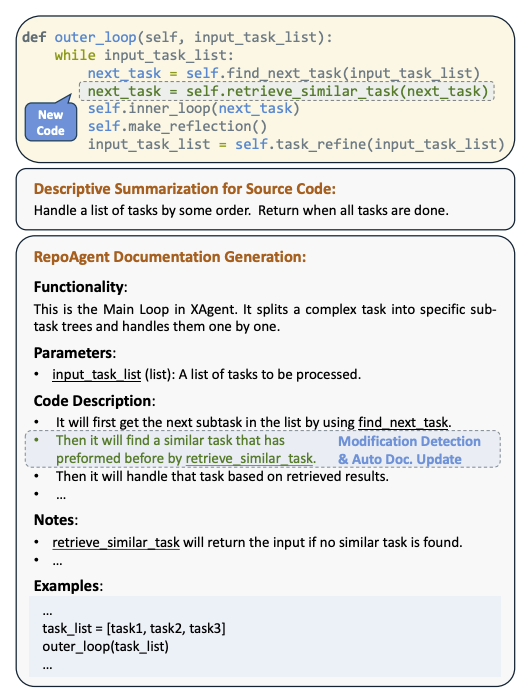 def outer_loop(self, input_task_list):
while input_task_list:
next_task = self.find_next_task(input_task_list)
next_task = self.retrieve_similar_task(next_task)
New
Code
self.inner_loop(next_task)
self.make_reflection()
input_task_list = self.task_refine(input_task_list)
Descriptive Summarization for Source Code:
Handle a list of tasks by some order. Return when all tasks are done.
RepoAgent Documentation Generation:
Functionality:
This is the Main Loop in XAgent. It splits a complex task into specific sub-
task trees and handles them one by one.
Parameters:
• input_task_list (list): A list of tasks to be processed.
Code Description:
• It will first get the next subtask in the list by using find_next_task.
• Then it will find a similar task that has
preformed before by retrieve_similar_task.
Modification Detection
& Auto Doc. Update
• Then it will handle that task based on retrieved results.
• ...
Notes:
• retrieve_similar_task will return the input if no similar task is found.
• ...
Examples:
...
task_list = [task1, task2, task3]
outer_loop(task_list)
...